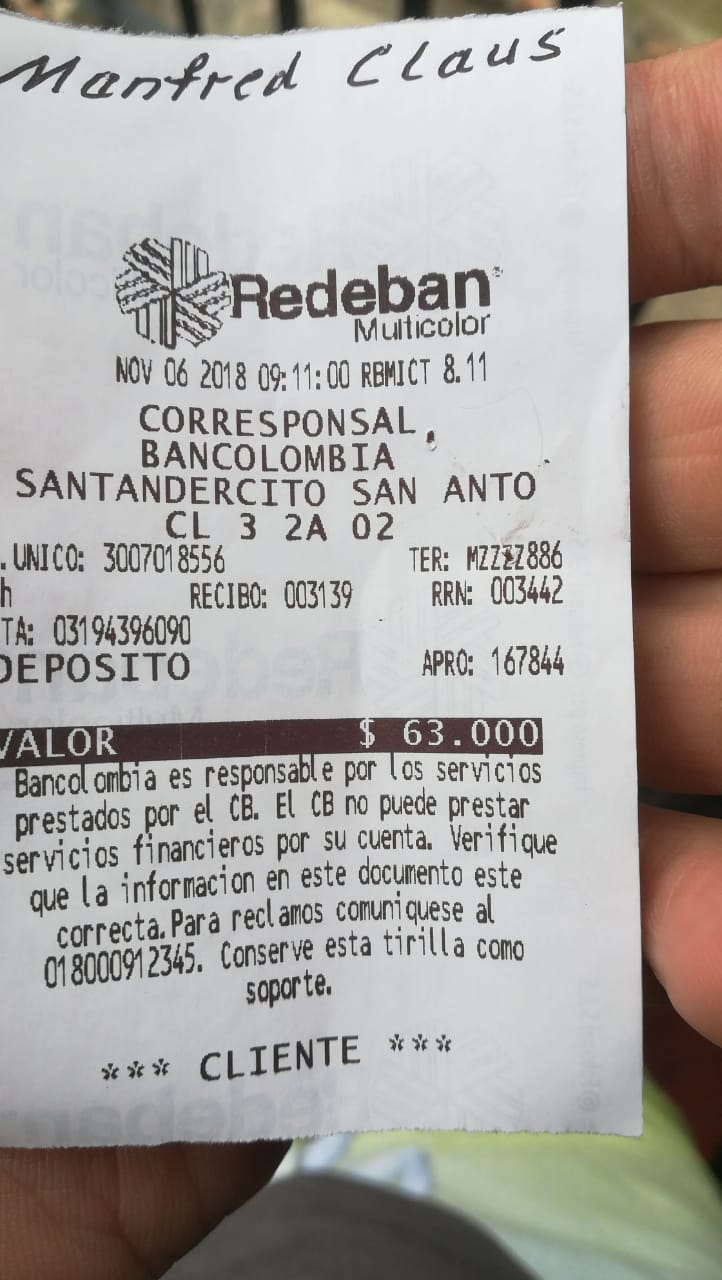 Manfred Claus
Redeban
Multicolor
NOV 06 2018 09:11:00 RBMICT 8.11
CORRESPONSAL
BANCOLOMBIA
SANTANDERCITO SAN ANTO
CL 3 2A 02
.UNICO: 3007018556 TER: MZZZZ886
h RECIBO: 003139 RRN: 003442
TA: 03194396090
DEPOSITO APRO: 167844
VALOR $ 63.000
Bancolombia es responsable por los servicios
prestados por el CB. El CB no puede prestar
servicios financieros por su cuenta. Verifique
que la informacion en este documento este
correcta.Para reclamos comuniquese al
018000912345. Conserve esta tirilla como
soporte.
*** CLIENTE ***